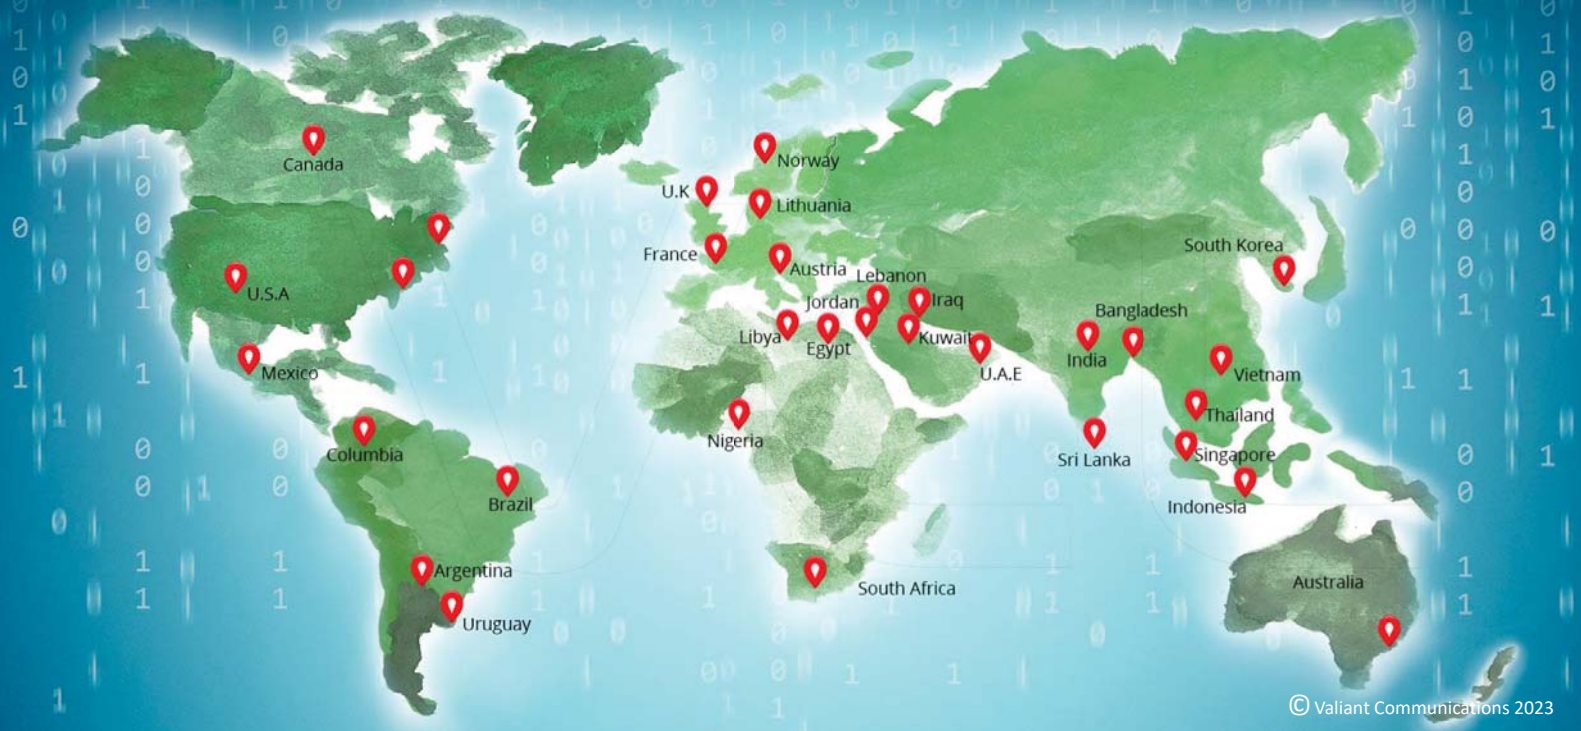 Canada
Norway
U.K
Lithuania
South Korea
France
Austria
Lebanon
U.S.A
Jordan
Iraq
Bangladesh
Libya
Egypt
Kuwait
India
Mexico
U.A.E
Vietnam
Thailand
Nigeria
Columbia
Singapore
Sri Lanka
Brazil
Indonesia
Argentina
South Africa
Australia
Uruguay
© Valiant Communications 2023